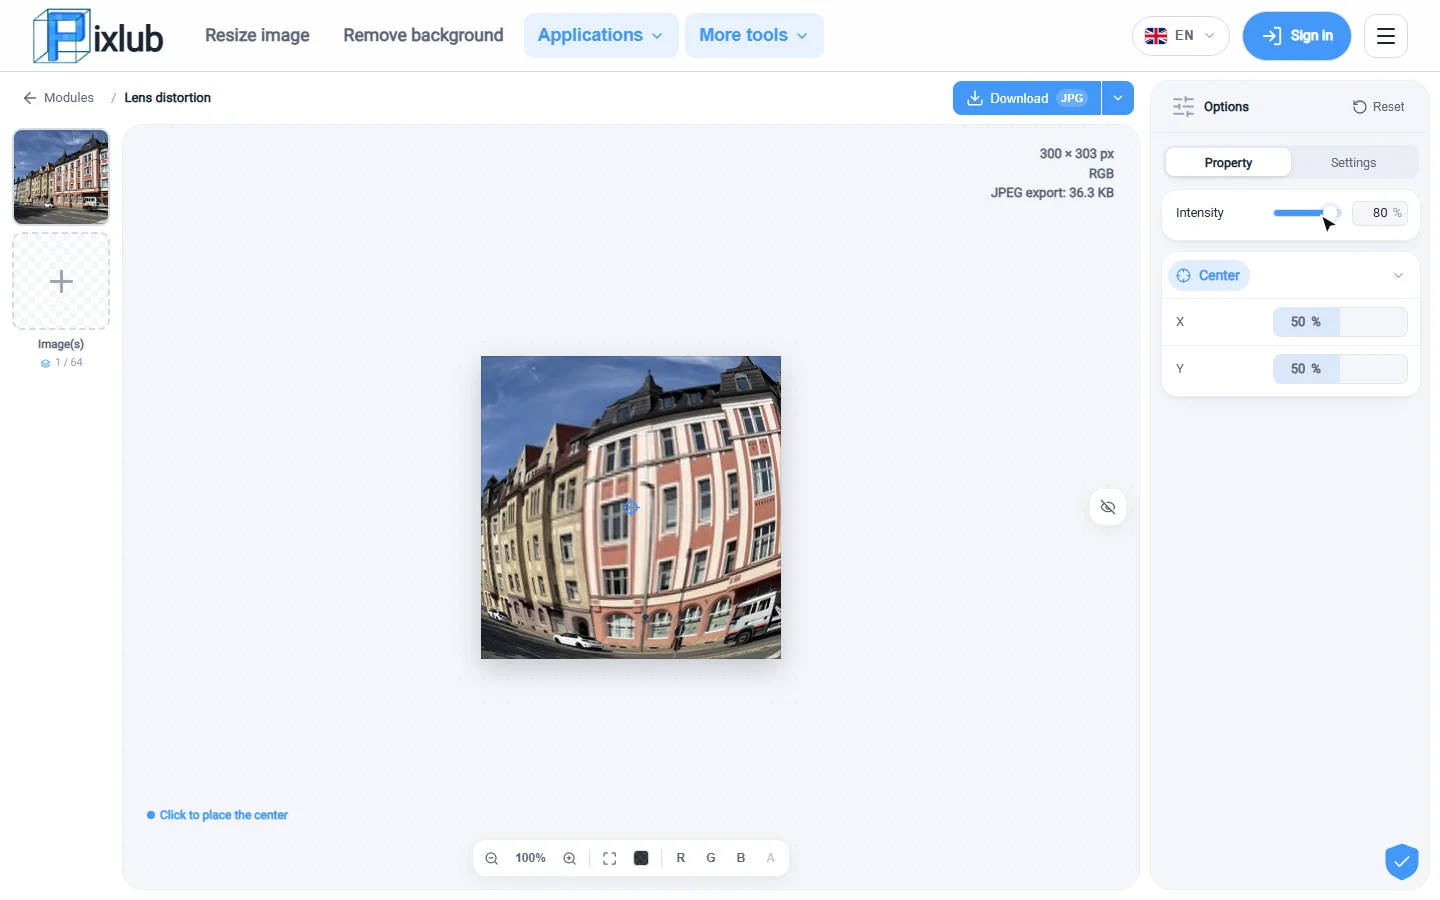 Pixlub
Resize image
Remove background
Applications
More tools
EN
Sign in
Modules / Lens distortion
Download JPG
Options
Reset
300 × 303 px
RGB
JPEG export: 36.3 KB
Property
Settings
Intensity
80 %
Center
X
50 %
Y
50 %
Image(s)
1 / 64
Click to place the center
100%
R
G
B
A